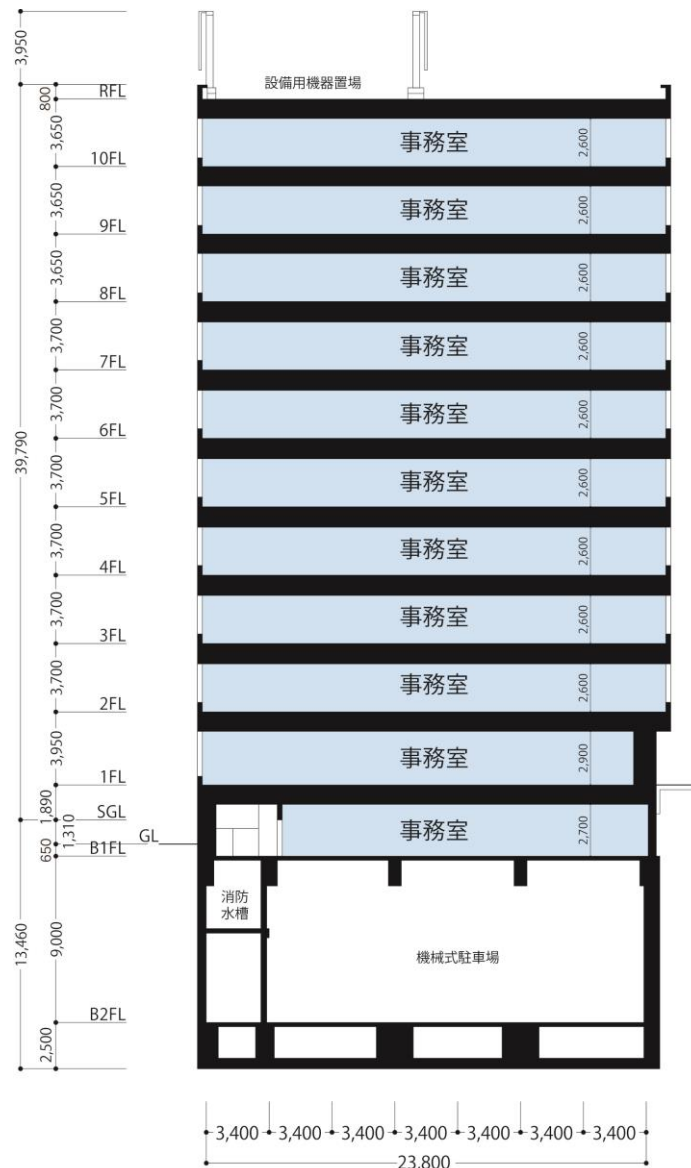 3,950
設備用機器置場
800
RFL
3,650
事務室
2,600
10FL
3,650
事務室
2,600
9FL
3,650
事務室
2,600
8FL
3,700
事務室
2,600
7FL
3,700
事務室
2,600
6FL
39,790
3,700
事務室
2,600
5FL
3,700
事務室
2,600
4FL
3,700
事務室
2,600
3FL
3,700
事務室
2,600
2FL
3,950
事務室
2,900
1FL
1,890
SGL
1,310
GL
事務室
2,700
650
B1FL
消防
水槽
13,460
9,000
機械式駐車場
B2FL
2,500
3,400 3,400 3,400 3,400 3,400 3,400 3,400
23,800